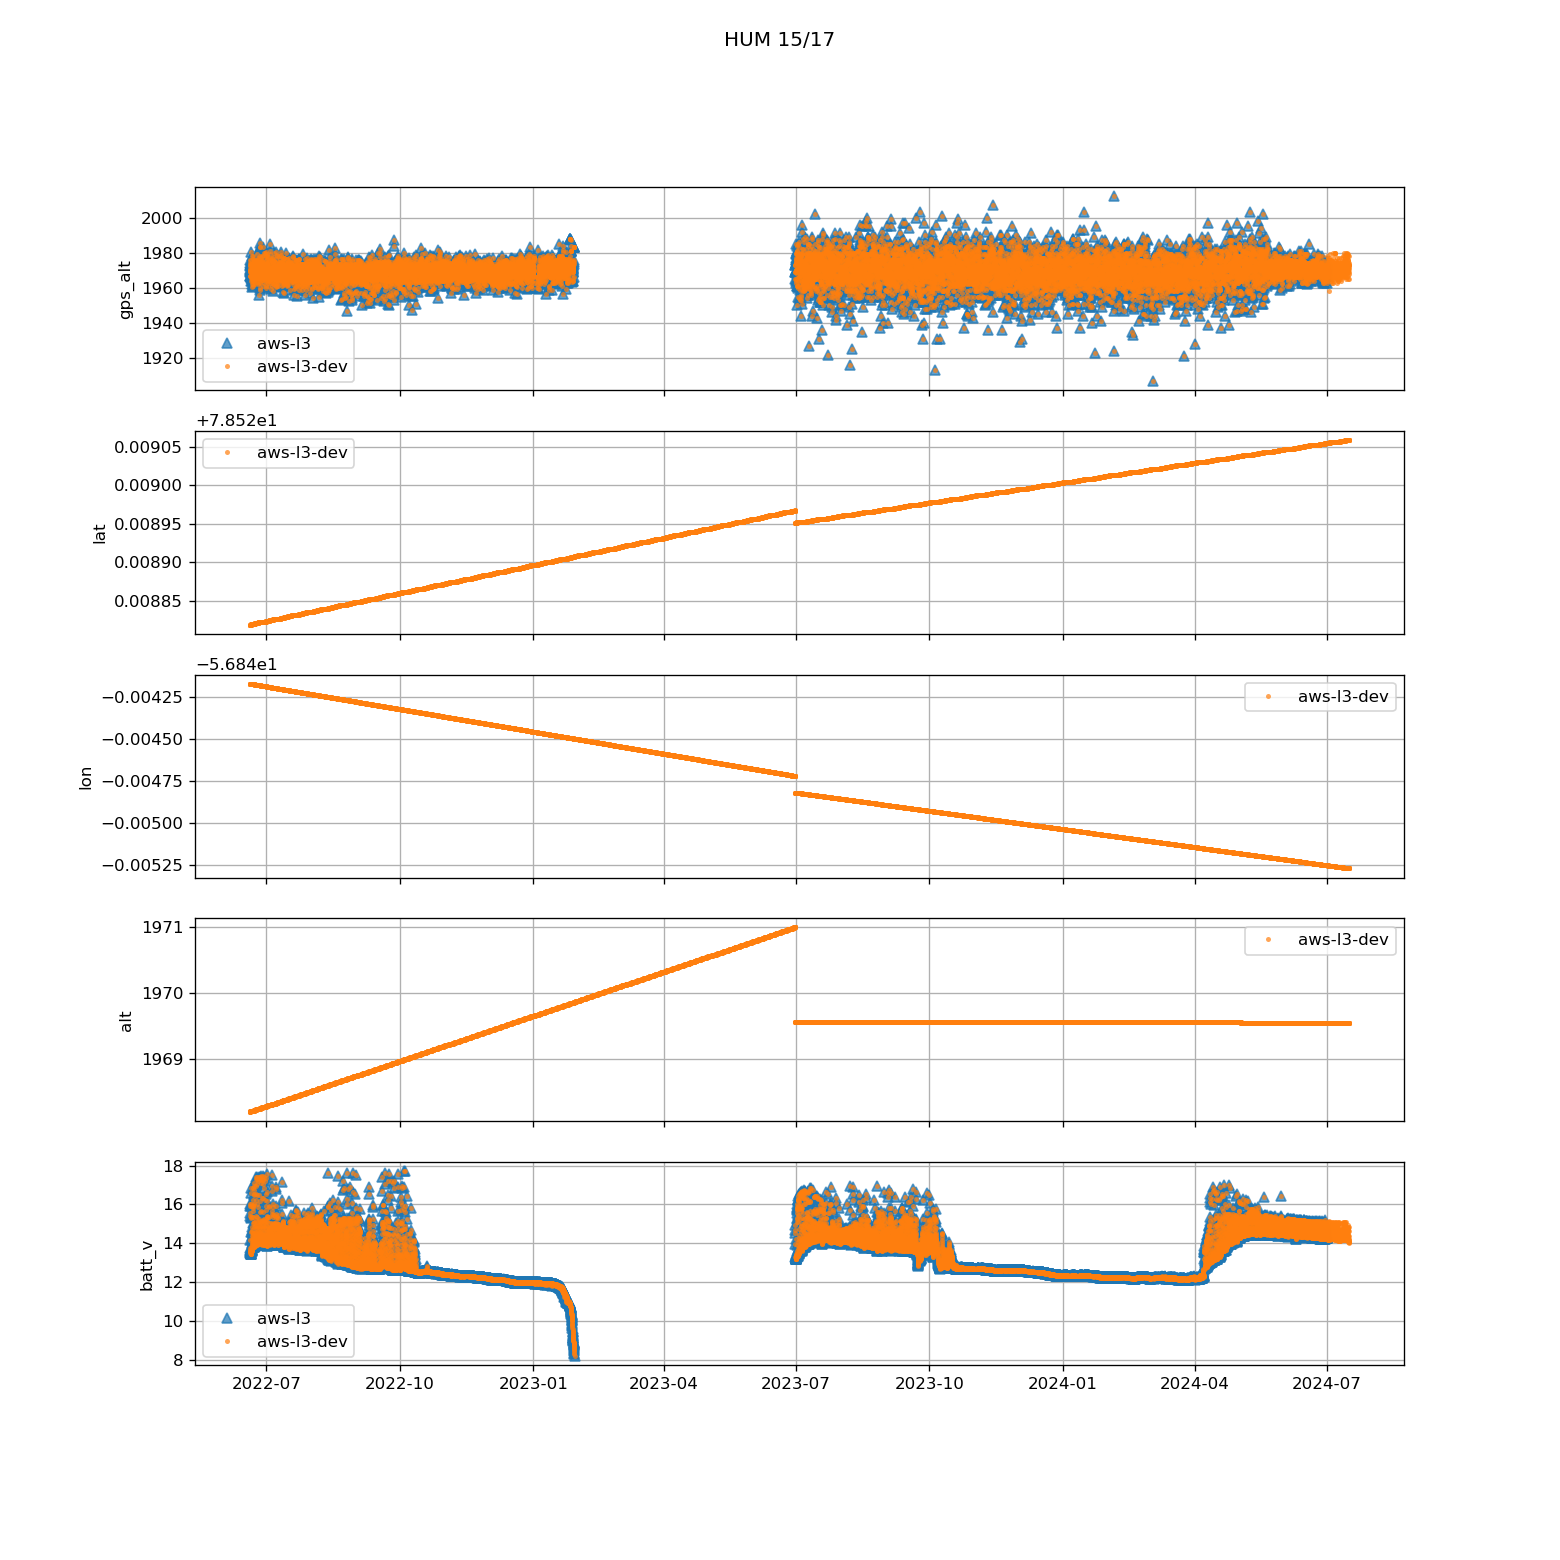 HUM 15/17
2000
1980
1960
1940
1920
gps_alt
aws-l3
aws-l3-dev
+7.852e1
0.00905
0.00900
0.00895
0.00890
0.00885
lat
aws-l3-dev
−5.684e1
−0.00425
−0.00450
−0.00475
−0.00500
−0.00525
lon
aws-l3-dev
1971
1970
1969
alt
aws-l3-dev
18
16
14
12
10
8
batt_v
aws-l3
aws-l3-dev
2022-07 2022-10 2023-01 2023-04 2023-07 2023-10 2024-01 2024-04 2024-07